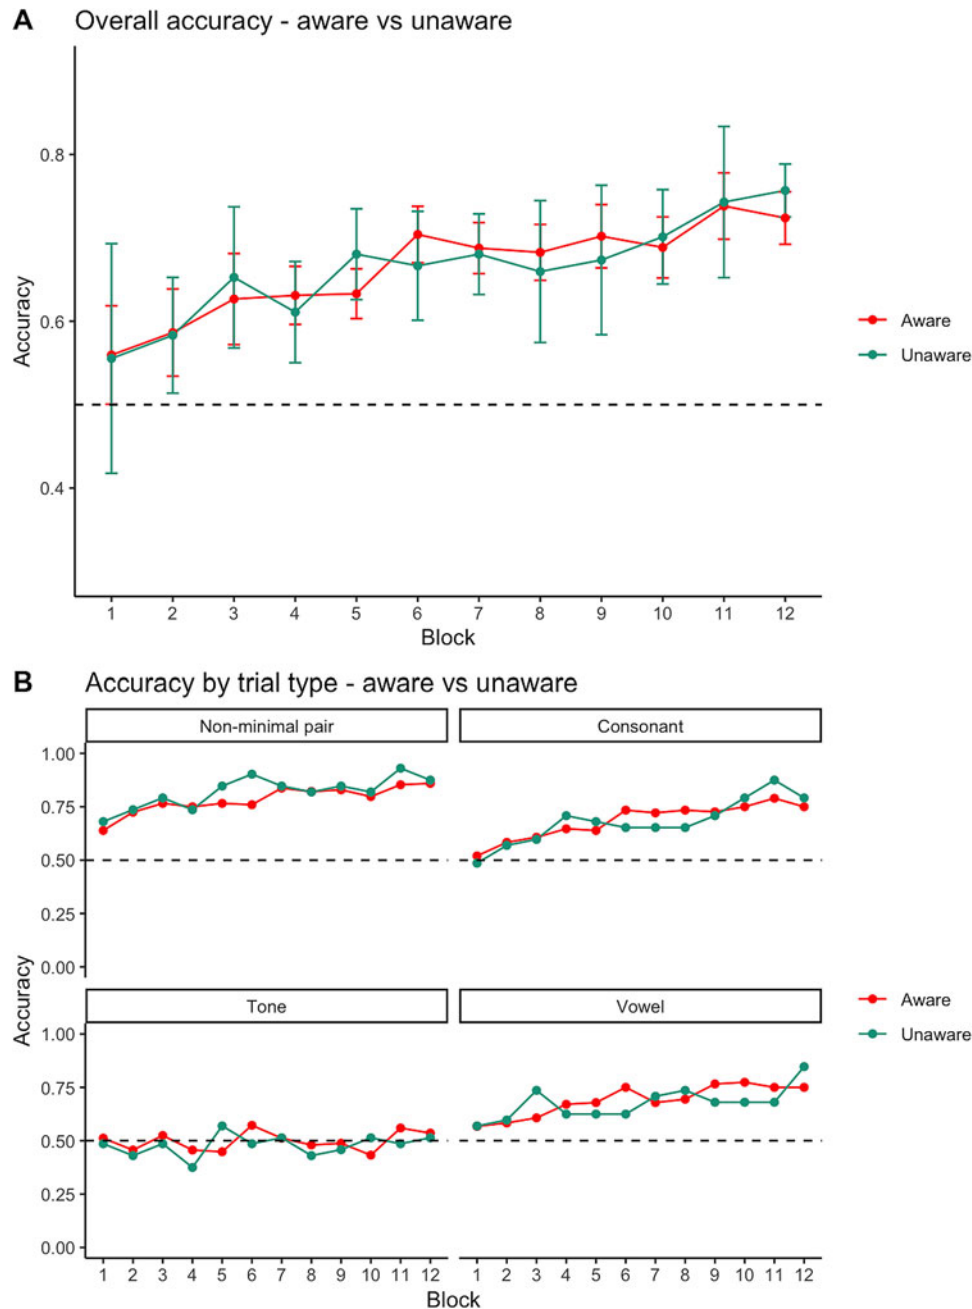 A Overall accuracy - aware vs unaware
0.8
0.6
0.4
Accuracy
1 2 3 4 5 6 7 8 9 10 11 12
Block
Aware
Unaware
B Accuracy by trial type - aware vs unaware
Non-minimal pair Consonant
1.00
0.75
0.50
0.25
0.00
Accuracy
Tone Vowel
1.00
0.75
0.50
0.25
0.00
1 2 3 4 5 6 7 8 9 10 11 12 1 2 3 4 5 6 7 8 9 10 11 12
Block
Aware
Unaware